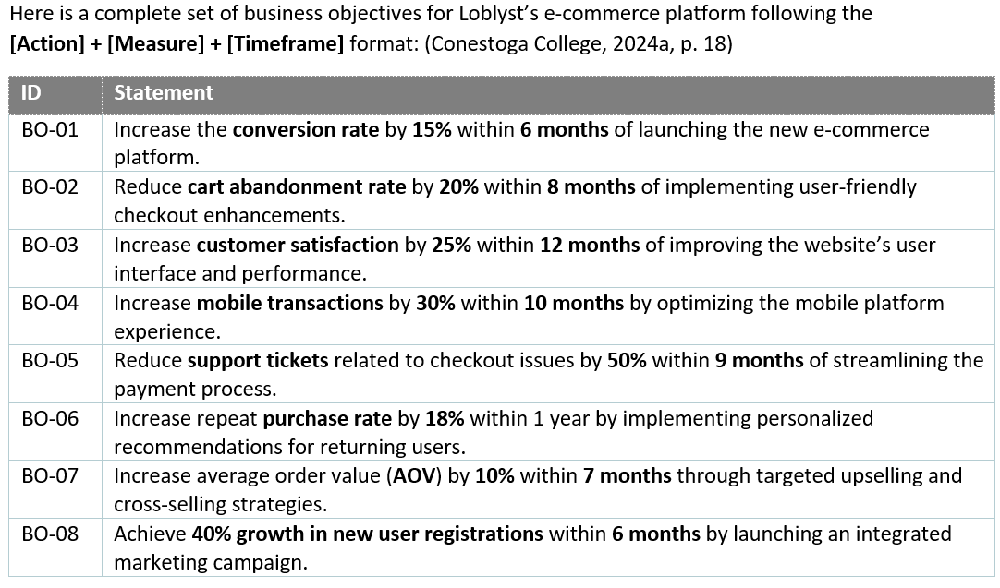 Here is a complete set of business objectives for Loblyst’s e-commerce platform following the
[Action] + [Measure] + [Timeframe] format: (Conestoga College, 2024a, p. 18)
ID Statement
BO-01 Increase the conversion rate by 15% within 6 months of launching the new e-commerce
platform.
BO-02 Reduce cart abandonment rate by 20% within 8 months of implementing user-friendly
checkout enhancements.
BO-03 Increase customer satisfaction by 25% within 12 months of improving the website’s user
interface and performance.
BO-04 Increase mobile transactions by 30% within 10 months by optimizing the mobile platform
experience.
BO-05 Reduce support tickets related to checkout issues by 50% within 9 months of streamlining the
payment process.
BO-06 Increase repeat purchase rate by 18% within 1 year by implementing personalized
recommendations for returning users.
BO-07 Increase average order value (AOV) by 10% within 7 months through targeted upselling and
cross-selling strategies.
BO-08 Achieve 40% growth in new user registrations within 6 months by launching an integrated
marketing campaign.